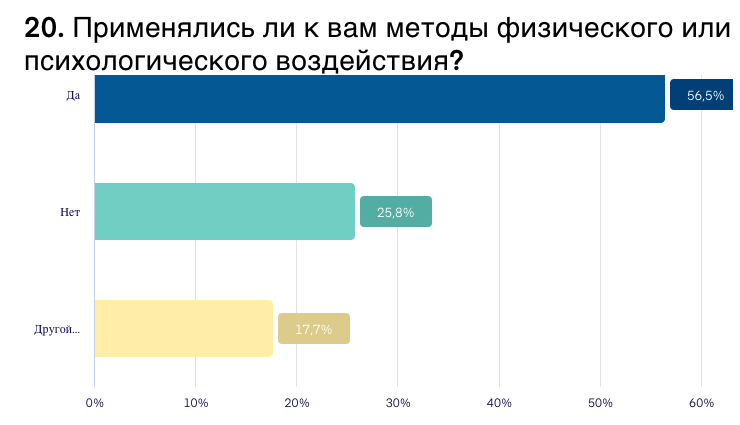 20. Применялись ли к вам методы физического или
психологического воздействия?
Да
56,5%
Нет
25,8%
Другой...
17,7%
0% 10% 20% 30% 40% 50% 60%